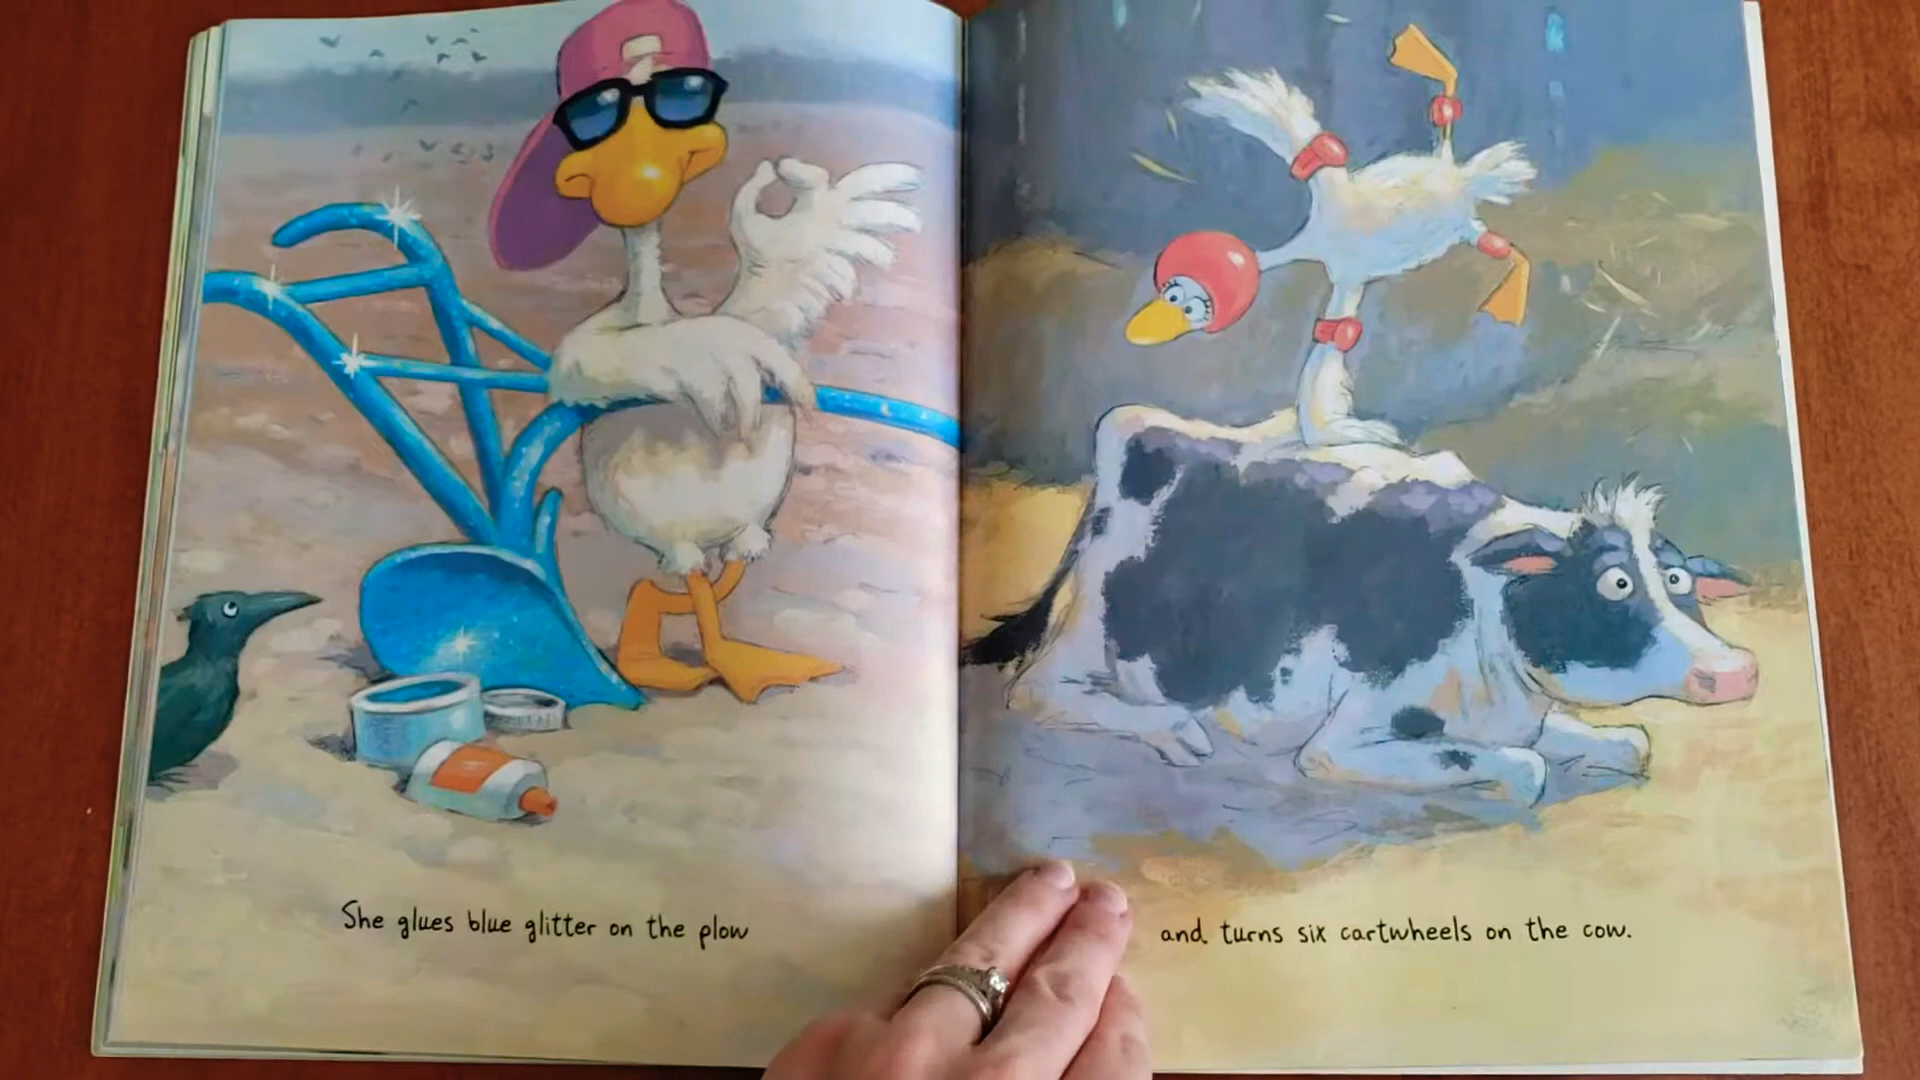 She glues blue glitter on the plow
and turns six cartwheels on the cow.